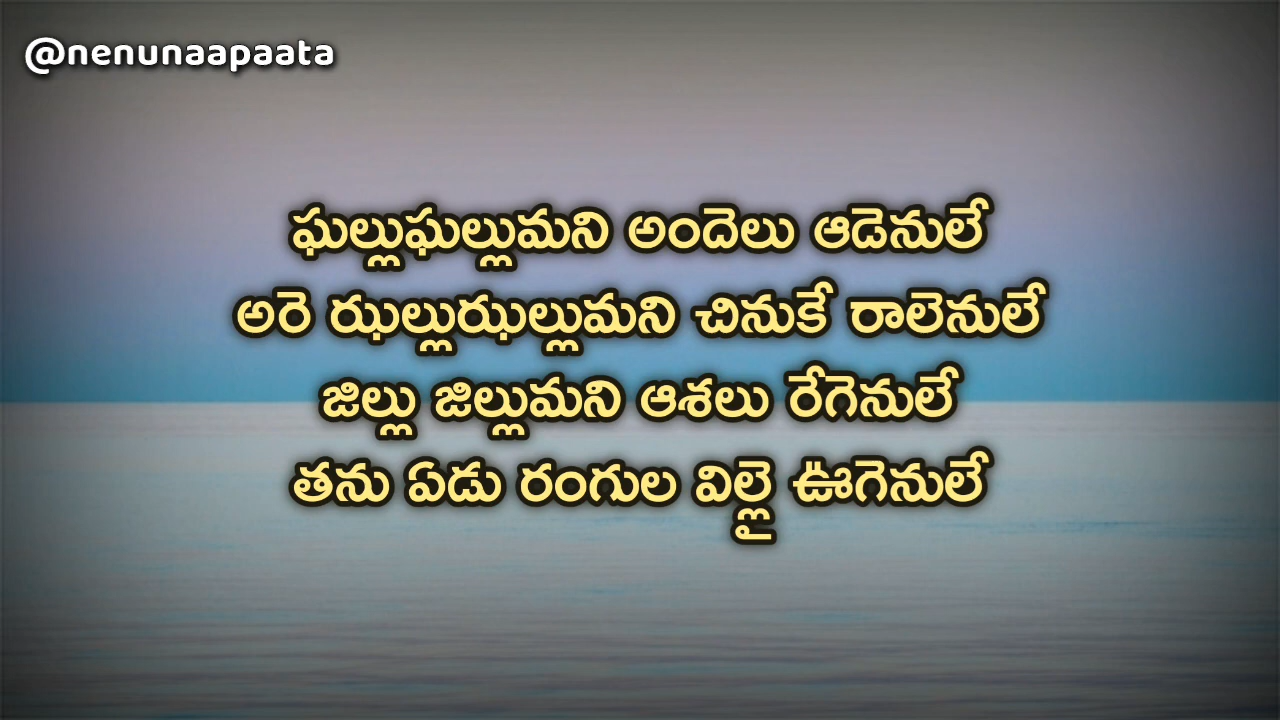 @nenunaapaata
ఘల్లుఘల్లుమని అందెలు ఆడెనులే
అరె ఝల్లుఝల్లుమని చినుకే రాలెనులే
జిల్లు జిల్లుమని ఆశలు రేగెనులే
తను ఏడు రంగుల విల్లై ఊగెనులే